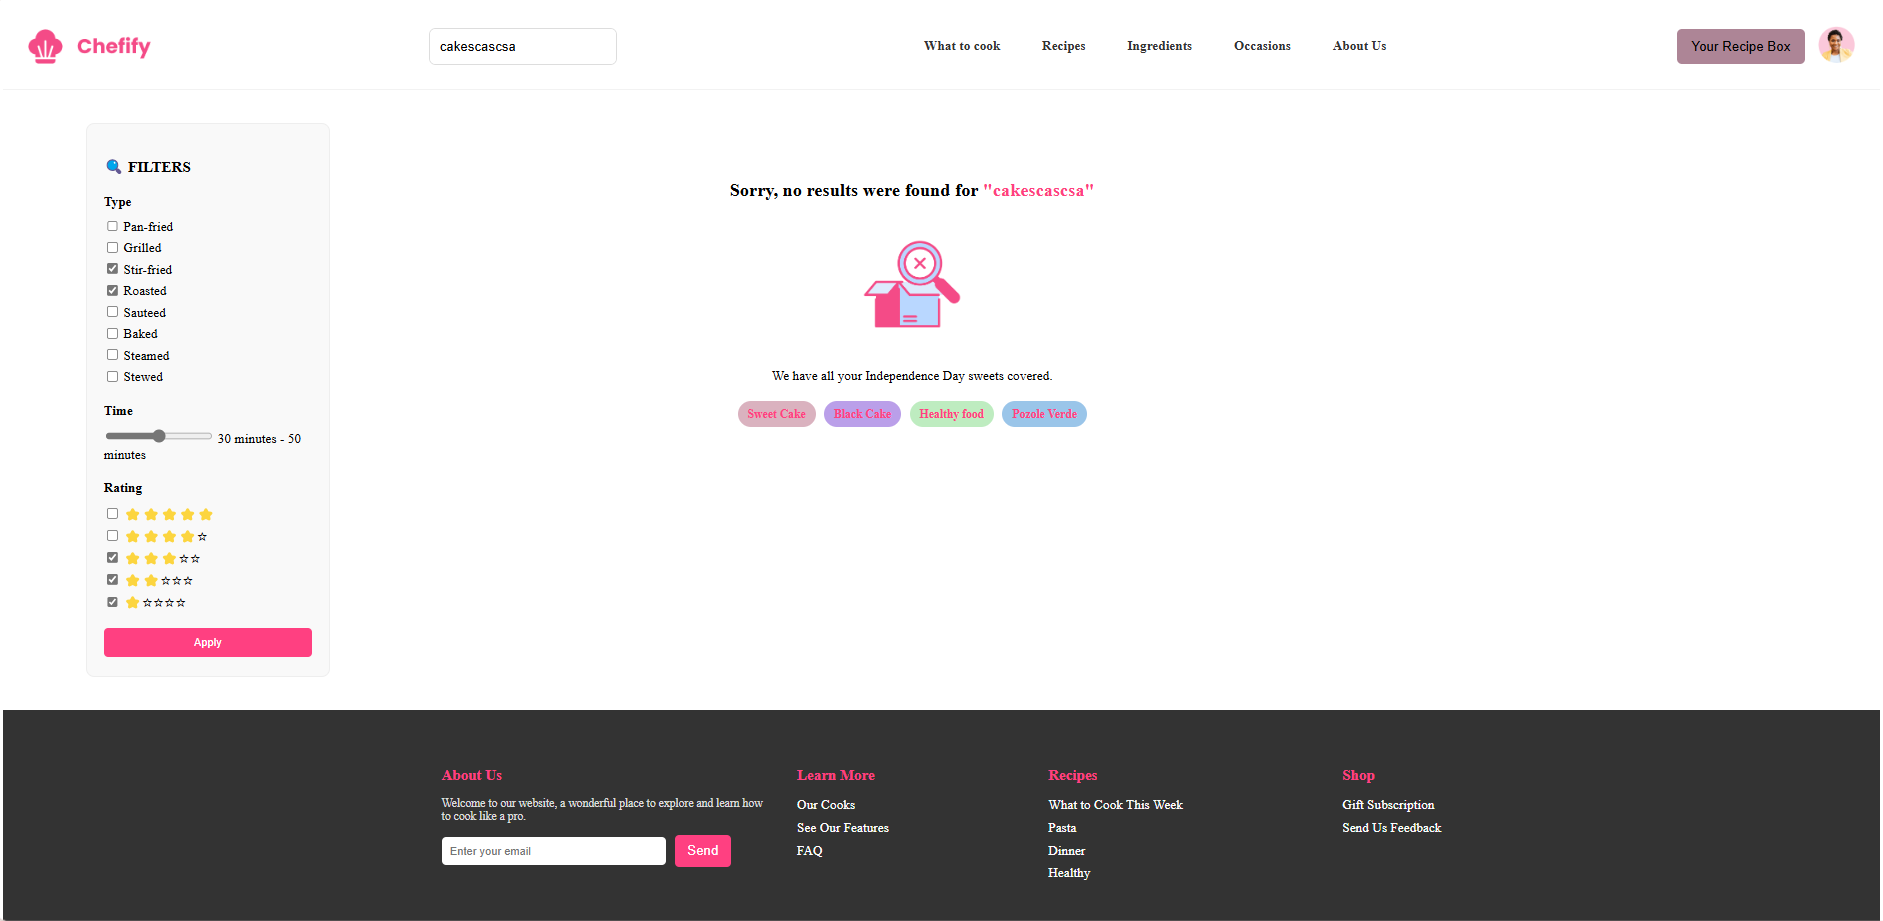 Chefify
cakescascsa
What to cook
Recipes
Ingredients
Occasions
About Us
Your Recipe Box
FILTERS
Type
Pan-fried
Grilled
Stir-fried
Roasted
Sauteed
Baked
Steamed
Stewed
Time
30 minutes - 50
minutes
Rating
Apply
Sorry, no results were found for "cakescascsa"
We have all your Independence Day sweets covered.
Sweet Cake
Black Cake
Healthy food
Pozole Verde
About Us
Welcome to our website, a wonderful place to explore and learn how
to cook like a pro.
Enter your email
Send
Learn More
Our Cooks
See Our Features
FAQ
Recipes
What to Cook This Week
Pasta
Dinner
Healthy
Shop
Gift Subscription
Send Us Feedback